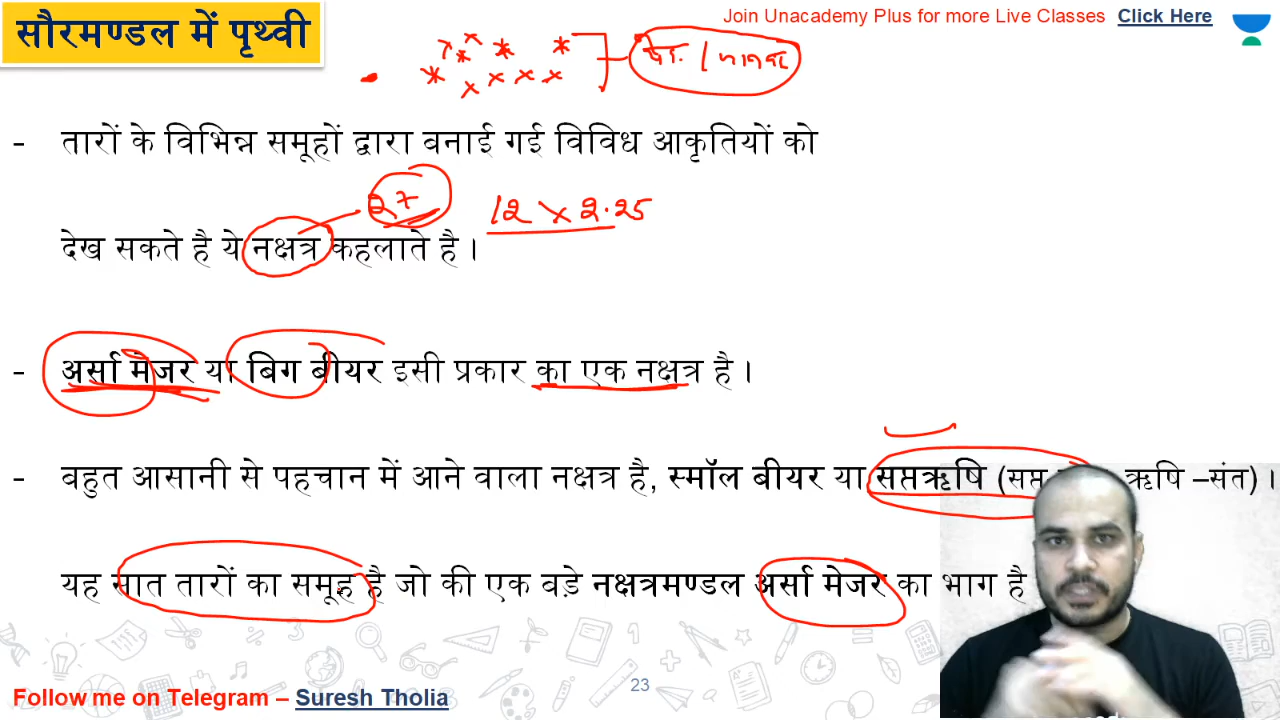 Join Unacademy Plus for more Live Classes Click Here
सौरमण्डल में पृथ्वी
- तारों के विभिन्न समूहों द्वारा बनाई गई विविध आकृतियों को
27 12 × 2.25
देख सकते है ये नक्षत्र कहलाते है ।
- अर्सा मेजर या बिग बीयर इसी प्रकार का एक नक्षत्र है ।
- बहुत आसानी से पहचान में आने वाला नक्षत्र है, स्मॉल बीयर या सप्तऋषि (सप्त ऋषि –संत) ।
यह सात तारों का समूह है जो की एक बड़े नक्षत्रमण्डल अर्सा मेजर का भाग है
Follow me on Telegram – Suresh Tholia
23